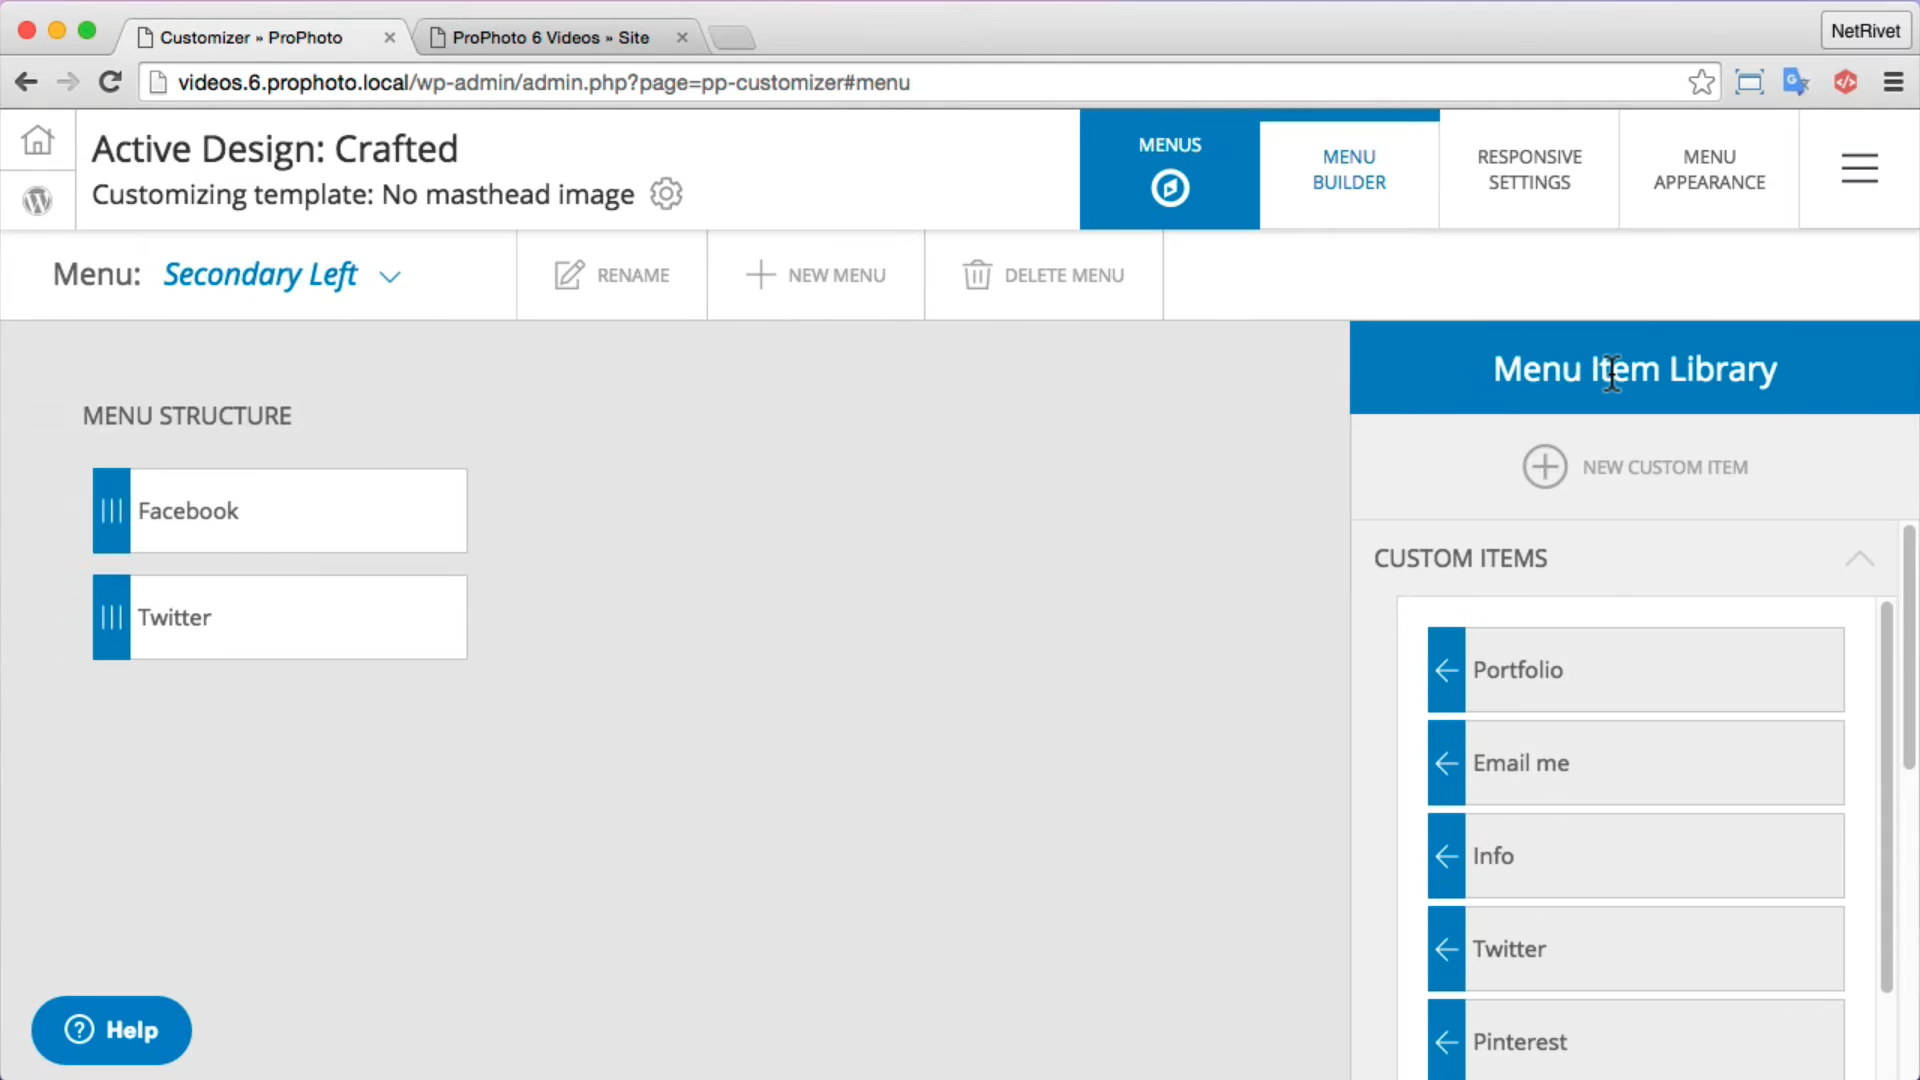 Customizer » ProPhoto
ProPhoto 6 Videos » Site
NetRivet
videos.6.prophoto.local/wp-admin/admin.php?page=pp-customizer#menu
Active Design: Crafted
Customizing template: No masthead image
MENUS
MENU
BUILDER
RESPONSIVE
SETTINGS
MENU
APPEARANCE
Menu: Secondary Left
RENAME
NEW MENU
DELETE MENU
Menu Item Library
MENU STRUCTURE
NEW CUSTOM ITEM
Facebook
Twitter
CUSTOM ITEMS
Portfolio
Email me
Info
Twitter
Pinterest
Help